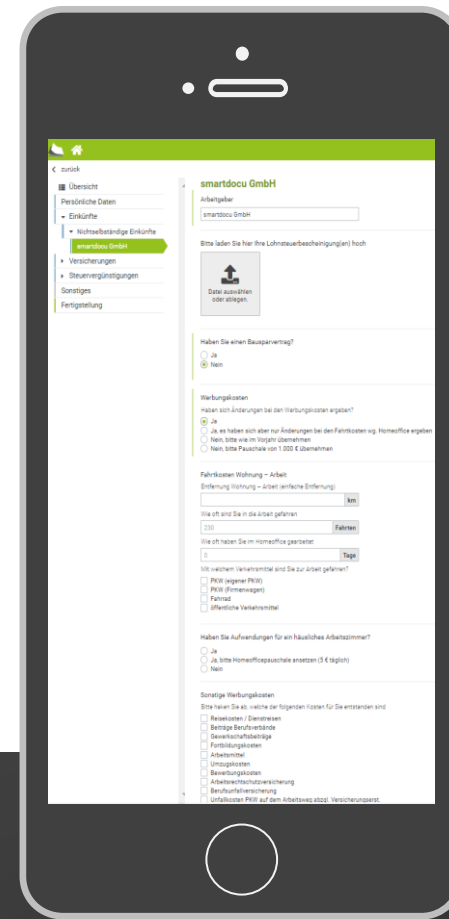 zurück
Übersicht
Persönliche Daten
Einkünfte
Nichtselbständige Einkünfte
smartdocu GmbH
Versicherungen
Steuervergünstigungen
Sonstiges
Fertigstellung
smartdocu GmbH
Arbeitgeber
smartdocu GmbH
Bitte laden Sie hier Ihre Lohnsteuerbescheinigung(en) hoch
Datei auswählen
oder ablegen.
Haben Sie einen Bausparvertrag?
Ja
Nein
Werbungskosten
Haben sich Änderungen bei den Werbungskosten ergeben?
Ja
Ja, es haben sich aber nur Änderungen bei den Fahrtkosten wg. Homeoffice ergeben
Nein, bitte wie im Vorjahr übernehmen
Nein, bitte Pauschale von 1.000 € übernehmen
Fahrtkosten Wohnung – Arbeit
Entfernung Wohnung – Arbeit (einfache Entfernung)
km
Wie oft sind Sie in die Arbeit gefahren
230 Fahrten
Wie oft haben Sie im Homeoffice gearbeitet
0 Tage
Mit welchem Verkehrsmittel sind Sie zur Arbeit gefahren?
PKW (eigener PKW)
PKW (Firmenwagen)
Fahrrad
öffentliche Verkehrsmittel
Haben Sie Aufwendungen für ein häusliches Arbeitszimmer?
Ja
Ja, bitte Homeofficepauschale ansetzen (5 € täglich)
Nein
Sonstige Werbungskosten
Bitte haken Sie ab, welche der folgenden Kosten für Sie entstanden sind
Reisekosten / Dienstreisen
Beiträge Berufsverbände
Gewerkschaftsbeiträge
Fortbildungskosten
Arbeitsmittel
Umzugskosten
Bewerbungskosten
Arbeitsrechtschutzversicherung
Berufsunfallversicherung
Unfallkosten PKW auf dem Arbeitsweg abzgl. Versicherungserst.